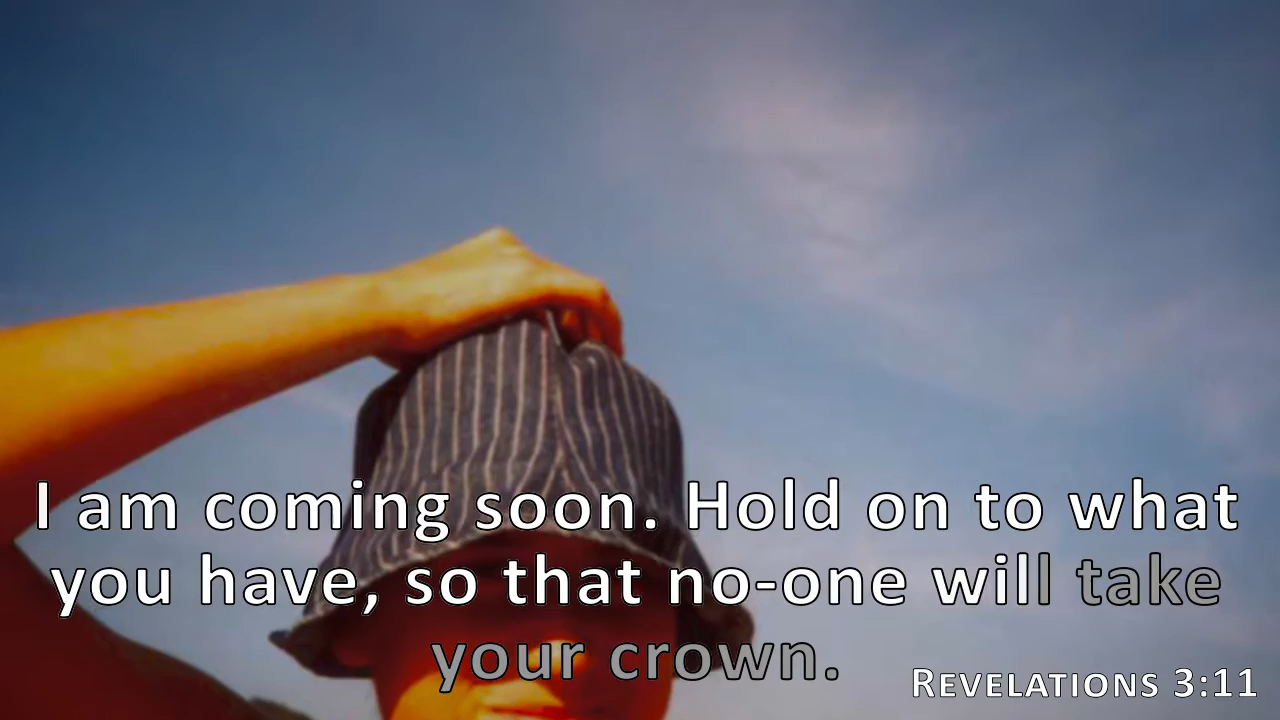 I am coming soon. Hold on to what
you have, so that no-one will take
your crown.
REVELATIONS 3:11